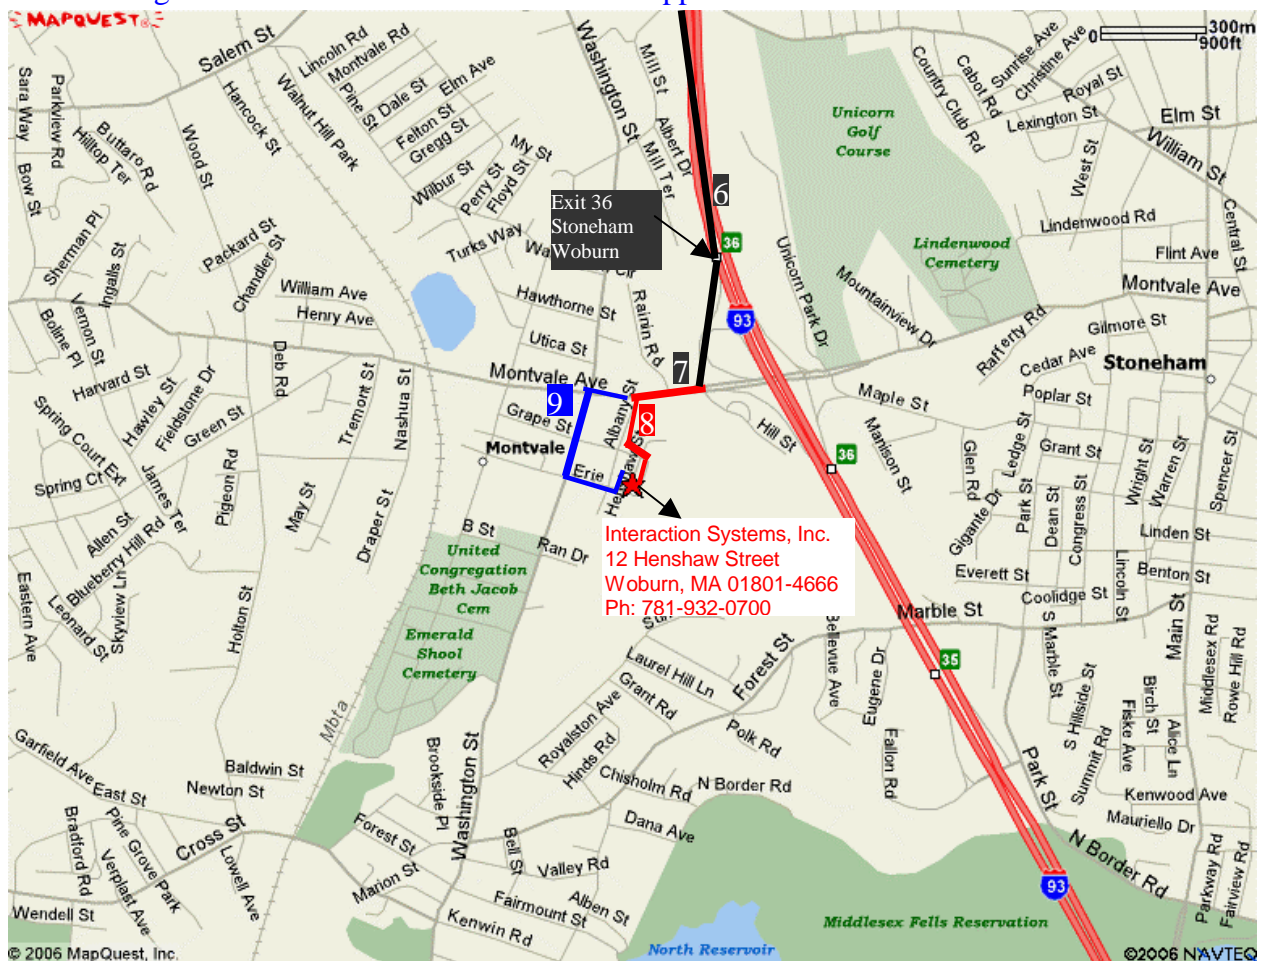 MAPQUEST
300m
900ft
Salem St
Lincoln Rd
Montvale Rd
Pine St
Dale St
Elm Ave
Felton St
Gregg St
Wilbur St
Perry St
Floyd St
My St
Turks Way
Washington St
Mill St
Albert Dr
Mill Ter
Unicorn
Golf
Course
Country Club Rd
Cabot Rd
Sunrise Ave
Christine Ave
Royal St
Lexington St
Elm St
William St
West St
Central St
Sara Way
Parkview Rd
Buttaro Rd
Hilltop Ter
Bow St
Wood St
Hancock St
Walnut Hill Park
Sherman Pl
Ingalls St
Packard St
Chandler St
Exit 36
Stoneham
Woburn
6
36
Lindenwood Rd
Lindenwood
Cemetery
Flint Ave
Montvale Ave
Unicorn Park Dr
Mountainview Dr
Rafferty Rd
Gilmore St
Cedar Ave
Stoneham
William Ave
Henry Ave
Vernon St
Boline Pl
Hawthorne St
Utica St
Rainin Rd
93
Montvale Ave
7
9
8
Albany St
Grape St
Montvale
Erie
Harvard St
Hawley St
Fieldstone Dr
Green St
Deb Rd
Tremont St
Nashua St
Spring Court Ext
Spring Ct
James Ter
Pigeon Rd
May St
Draper St
Allen St
Blueberry Hill Rd
Skyview Ln
Leonard St
Eastern Ave
Holton St
Maple St
Poplar St
Hill St
Manison St
36
Glen Rd
Ledge St
Grant St
Wright St
Warren St
Spencer St
Gigante Dr
Park St
Dean St
Congress St
Linden St
Everett St
Lincoln St
Benton St
Coolidge St
B St
Ran Dr
United
Congregation
Beth Jacob
Cem
Emerald
Shool
Cemetery
Interaction Systems, Inc.
12 Henshaw Street
Woburn, MA 01801-4666
Ph: 781-932-0700
Marble St
S Marble St
Main St
35
Laurel Hill Ln
Forest St
Bellevue Ave
Eugene Dr
Grant Rd
Royalston Ave
Hinds Rd
Polk Rd
Fallon Rd
S Hillside St
Summit Rd
Fiske Ave
Birch St
Alice Ln
Middlesex Rd
Rowe Hill Rd
Mbta
Garfield Ave
East St
Baldwin St
Newton St
Brookside Pl
Washington St
Chisholm Rd
N Border Rd
Park St
Kenwood Ave
Mauriello Dr
Bradford Rd
Pine Grove Park
Verplast Ave
Cross St
Lowell Ave
Forest St
Marion St
Bell St
Valley Rd
Dana Ave
N Border Rd
Parkway Rd
Fairview Rd
93
Wendell St
Fairmount St
Alben St
Kenwin Rd
Middlesex Fells Reservation
North Reservoir
© 2006 MapQuest, Inc.
©2006 NAVTEQ